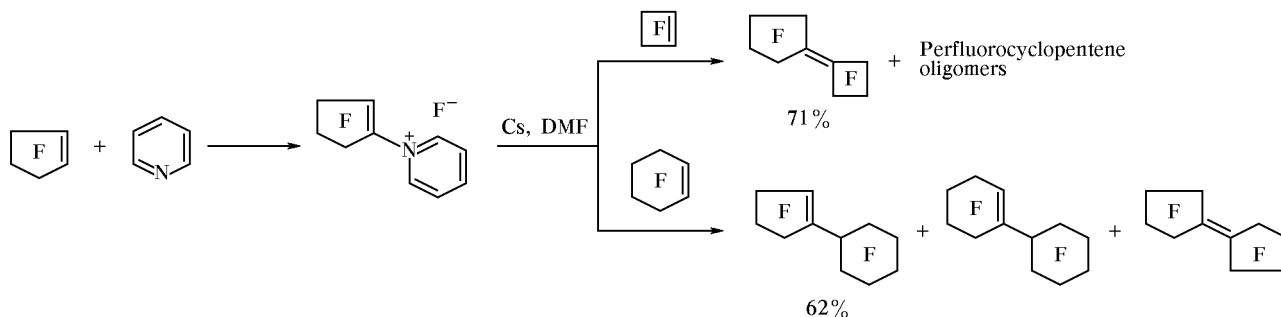 F
+
N
F
N
+
F−
Cs, DMF
F
F
F
+
Perfluorocyclopentene
oligomers
71%
F
F
F
+
F
F
+
F
F
62%